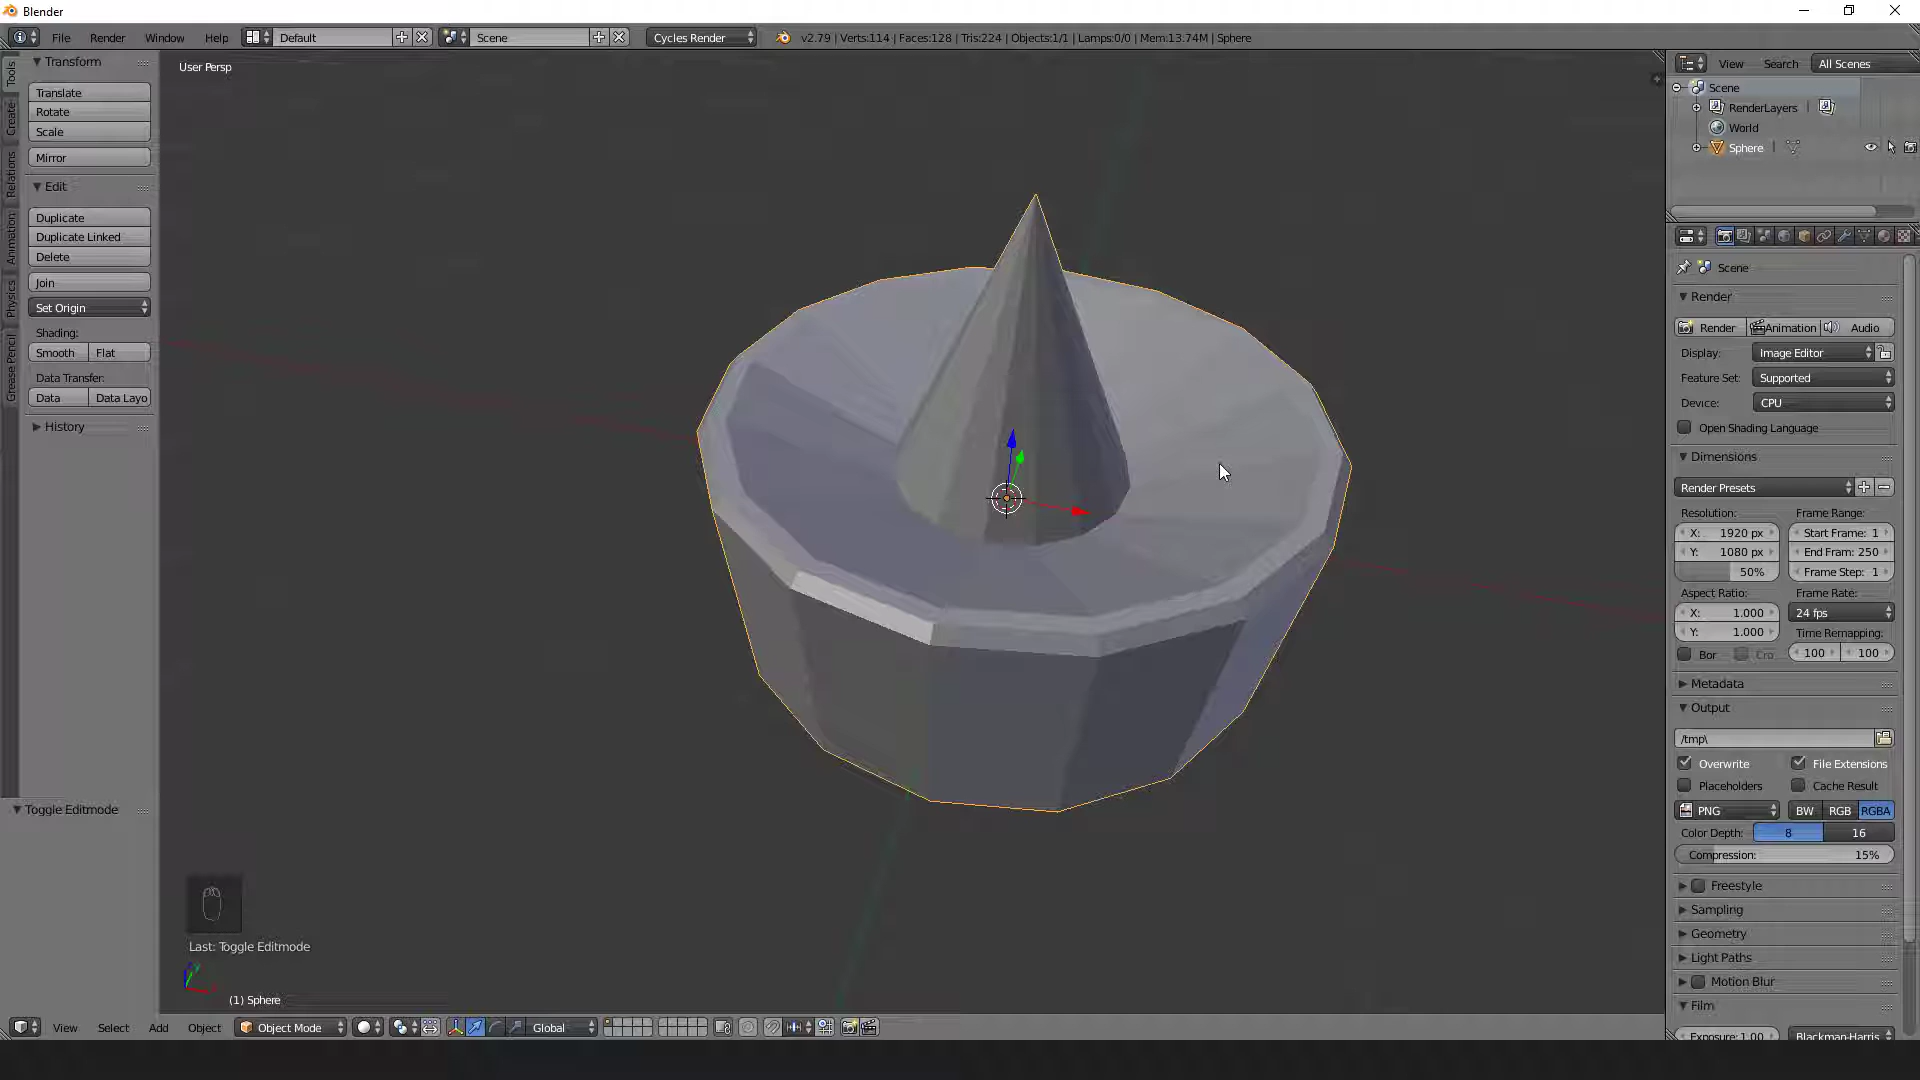 Blender
File Render Window Help Default Scene Cycles Render v2.79 | Verts:114 | Faces:128 | Tris:224 | Objects:1/1 | Lamps:0/0 | Mem:13.74M | Sphere
User Persp
Tools
Create
Relations
Animation
Physics
Grease Pencil
Transform
Translate
Rotate
Scale
Mirror
Edit
Duplicate
Duplicate Linked
Delete
Join
Set Origin
Shading:
Smooth Flat
Data Transfer:
Data Data Layo
History
Toggle Editmode
Last: Toggle Editmode
(1) Sphere
View Select Add Object Object Mode Global
View Search All Scenes
Scene
RenderLayers
World
Sphere
Scene
Render
Render Animation Audio
Display: Image Editor
Feature Set: Supported
Device: CPU
Open Shading Language
Dimensions
Render Presets
Resolution: Frame Range:
X: 1920 px Start Frame: 1
Y: 1080 px End Fram: 250
50% Frame Step: 1
Aspect Ratio: Frame Rate:
X: 1.000 24 fps
Y: 1.000 Time Remapping:
Bor Cro 100 100
Metadata
Output
/tmp\
Overwrite File Extensions
Placeholders Cache Result
PNG BW RGB RGBA
Color Depth: 8 16
Compression: 15%
Freestyle
Sampling
Geometry
Light Paths
Motion Blur
Film
Exposure: 1.00 Blackman-Harris